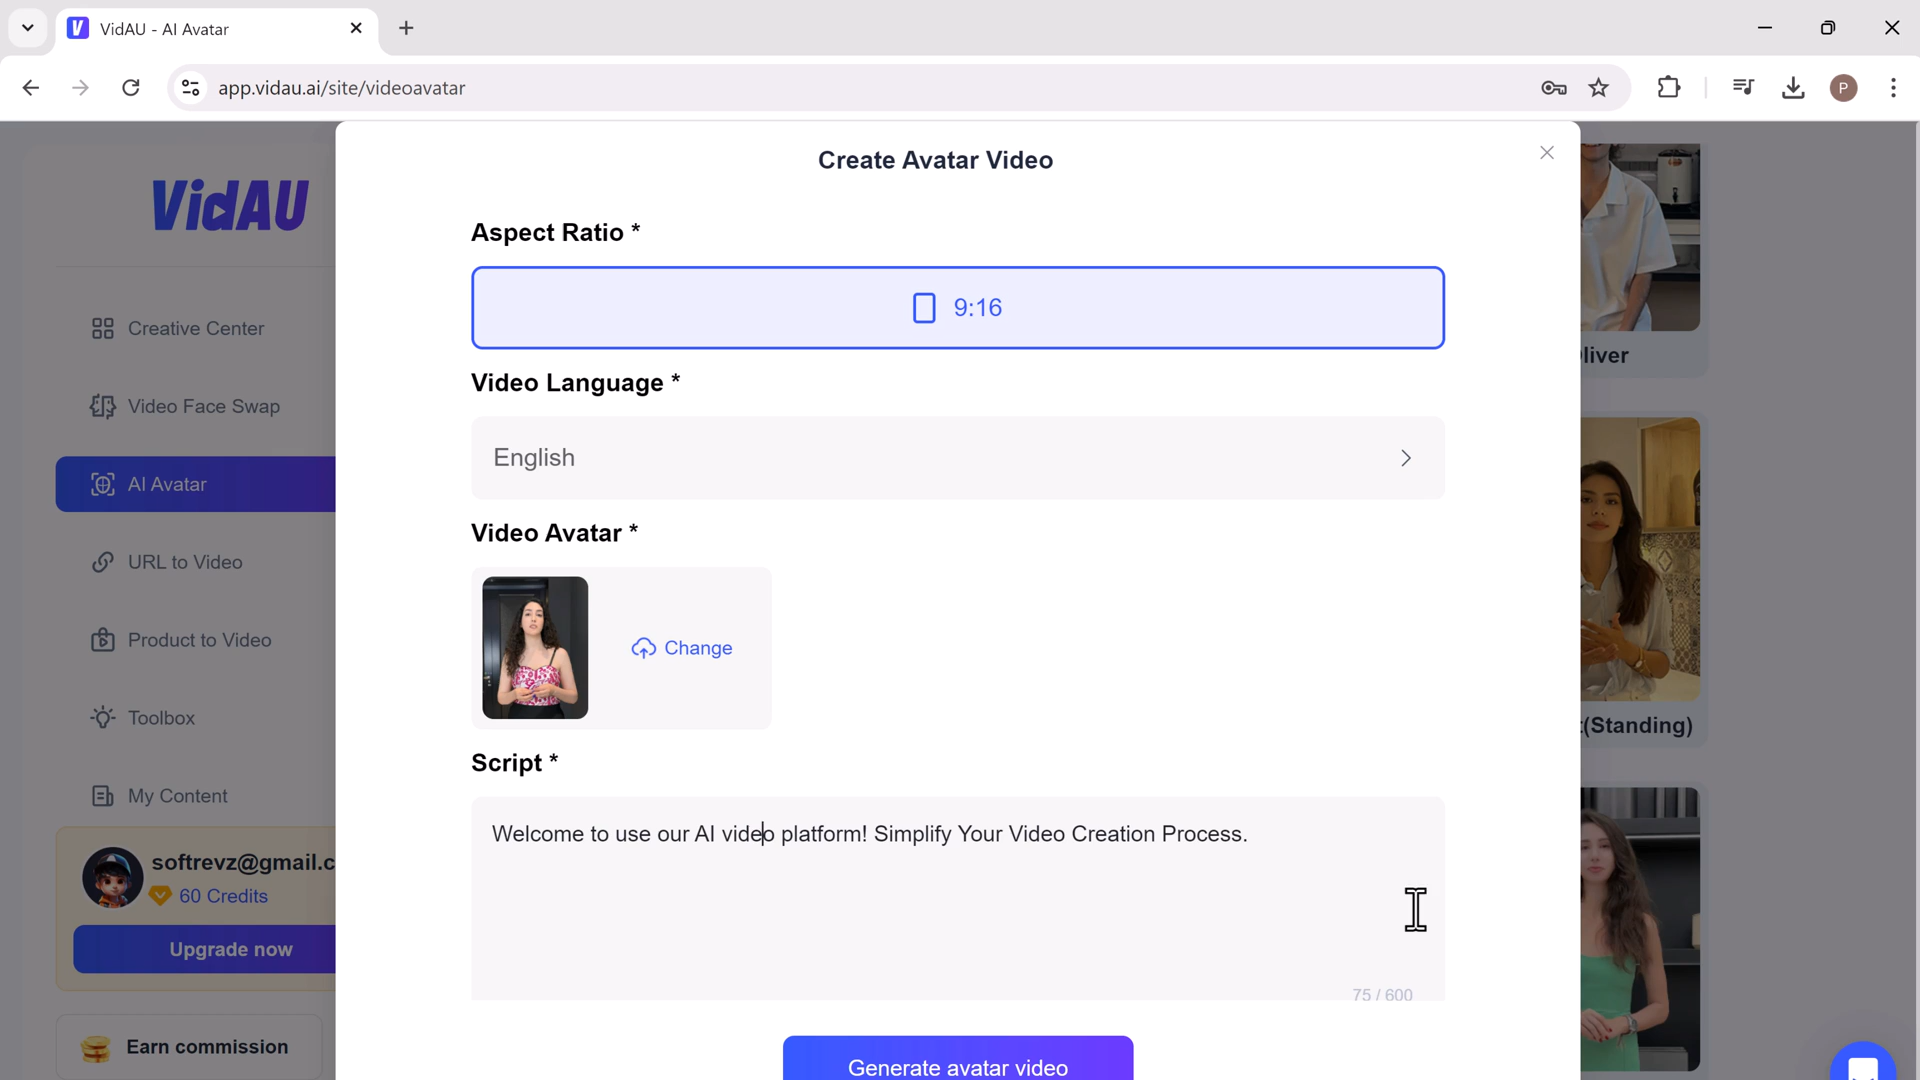 VidAU - AI Avatar
app.vidau.ai/site/videoavatar
P
VidAU
Creative Center
Video Face Swap
AI Avatar
URL to Video
Product to Video
Toolbox
My Content
softrevz@gmail.c
60 Credits
Upgrade now
Earn commission
Create Avatar Video
Aspect Ratio *
9:16
Video Language *
English
Video Avatar *
Change
Script *
Welcome to use our AI video platform! Simplify Your Video Creation Process.
75 / 600
Generate avatar video
liver
t(Standing)